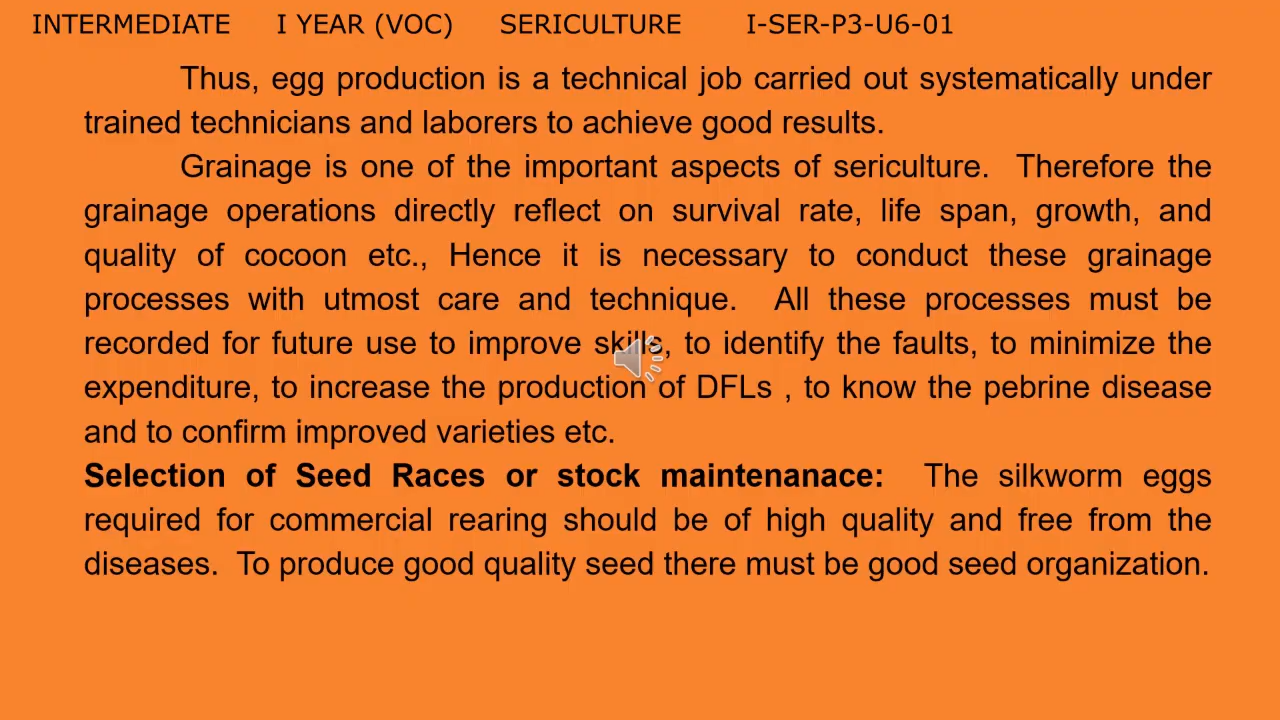 INTERMEDIATE I YEAR (VOC) SERICULTURE I-SER-P3-U6-01
Thus, egg production is a technical job carried out systematically under
trained technicians and laborers to achieve good results.
Grainage is one of the important aspects of sericulture. Therefore the
grainage operations directly reflect on survival rate, life span, growth, and
quality of cocoon etc., Hence it is necessary to conduct these grainage
processes with utmost care and technique. All these processes must be
recorded for future use to improve skills, to identify the faults, to minimize the
expenditure, to increase the production of DFLs , to know the pebrine disease
and to confirm improved varieties etc.
Selection of Seed Races or stock maintenanace: The silkworm eggs
required for commercial rearing should be of high quality and free from the
diseases. To produce good quality seed there must be good seed organization.